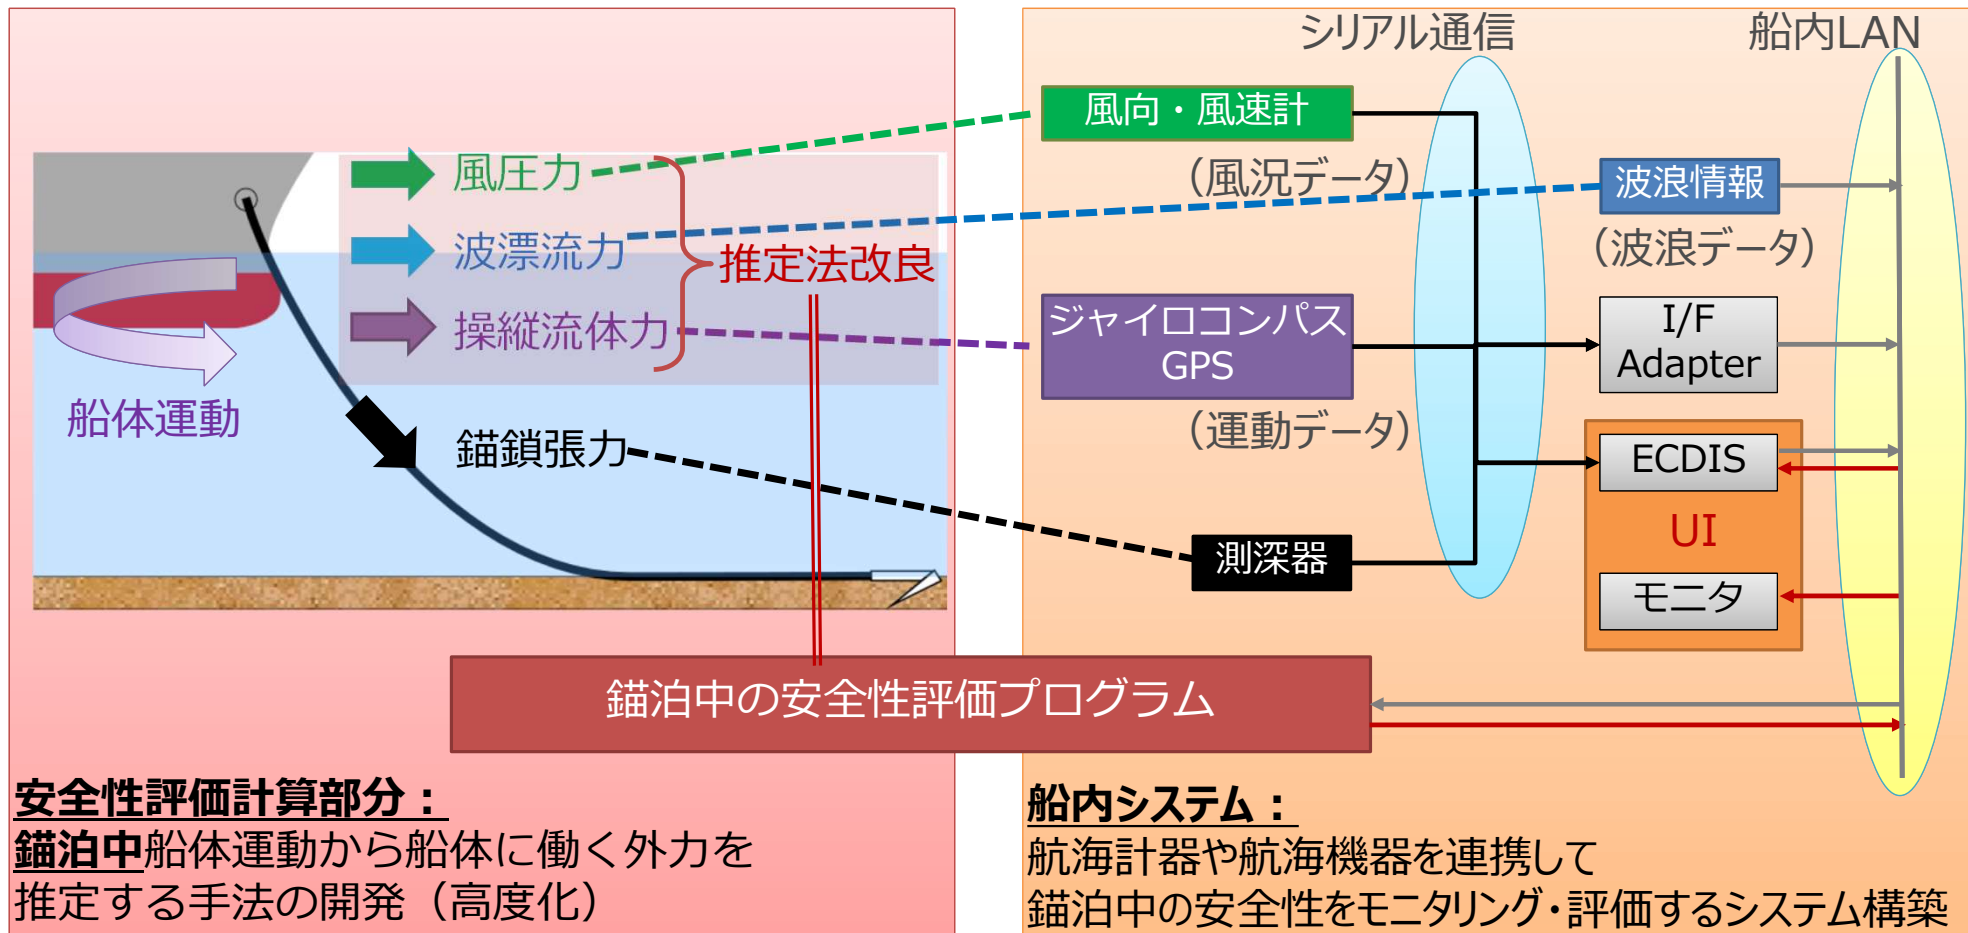 シリアル通信
船内LAN
風向・風速計
(風況データ)
波浪情報
(波浪データ)
風圧力
波漂流力
操縦流体力
推定法改良
船体運動
錨鎖張力
ジャイロコンパス
GPS
(運動データ)
I/F
Adapter
ECDIS
UI
モニタ
測深器
錨泊中の安全性評価プログラム
安全性評価計算部分：
錨泊中船体運動から船体に働く外力を
推定する手法の開発（高度化）
船内システム：
航海計器や航海機器を連携して
錨泊中の安全性をモニタリング・評価するシステム構築